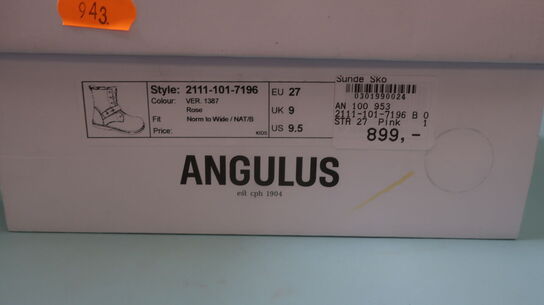 943.
Style: 2111-101-7196
Colour: VER. 1387
Rose
Fit Norm to Wide / NAT/B
Price:
KIDS
EU 27
UK 9
US 9.5
Sunde Sko
0301990024
AN 100 953
2111-101-7196 B 0
STR 27 Pink 1
899,-
ANGULUS
est cph 1904